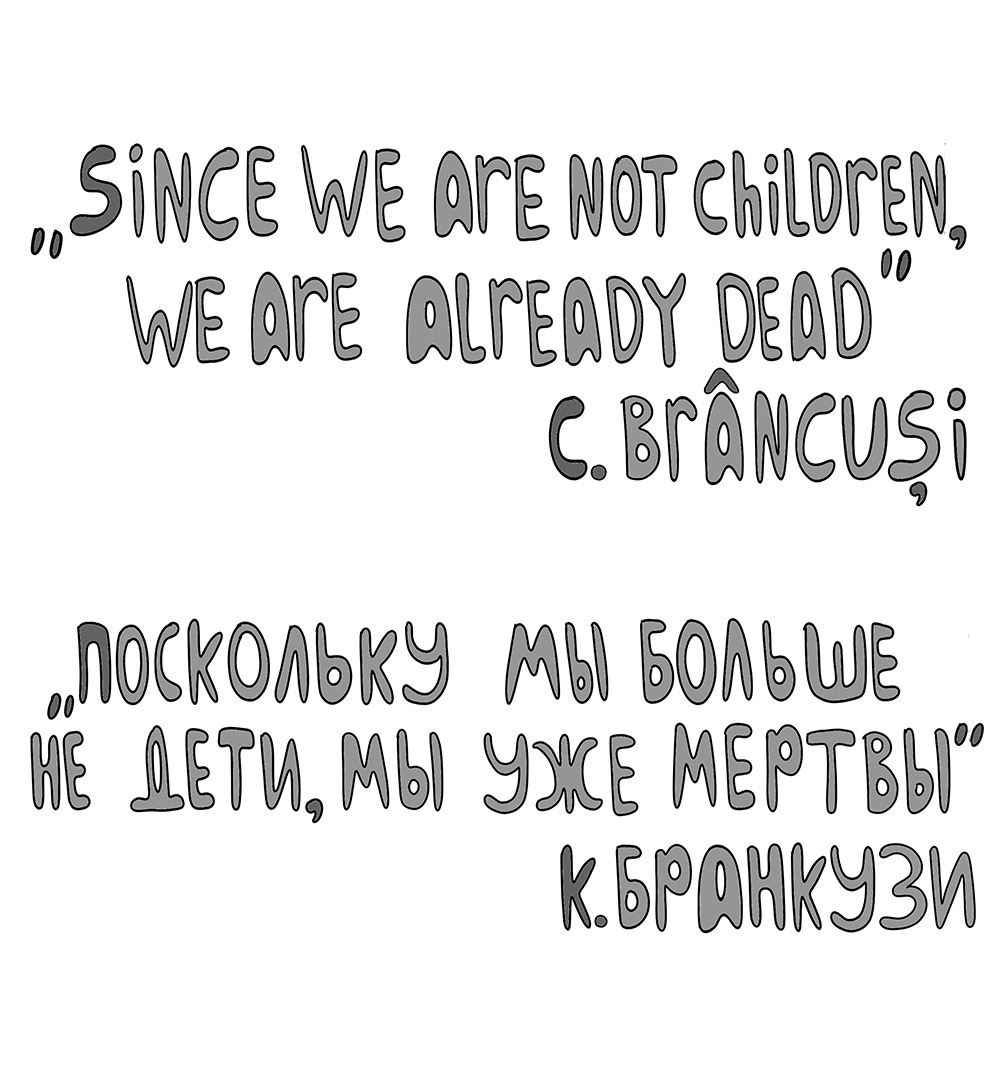 „Since we are not children,
we are already dead”
C. Brâncuși
„Поскольку мы больше
не дети, мы уже мертвы”
К. Бранкузи